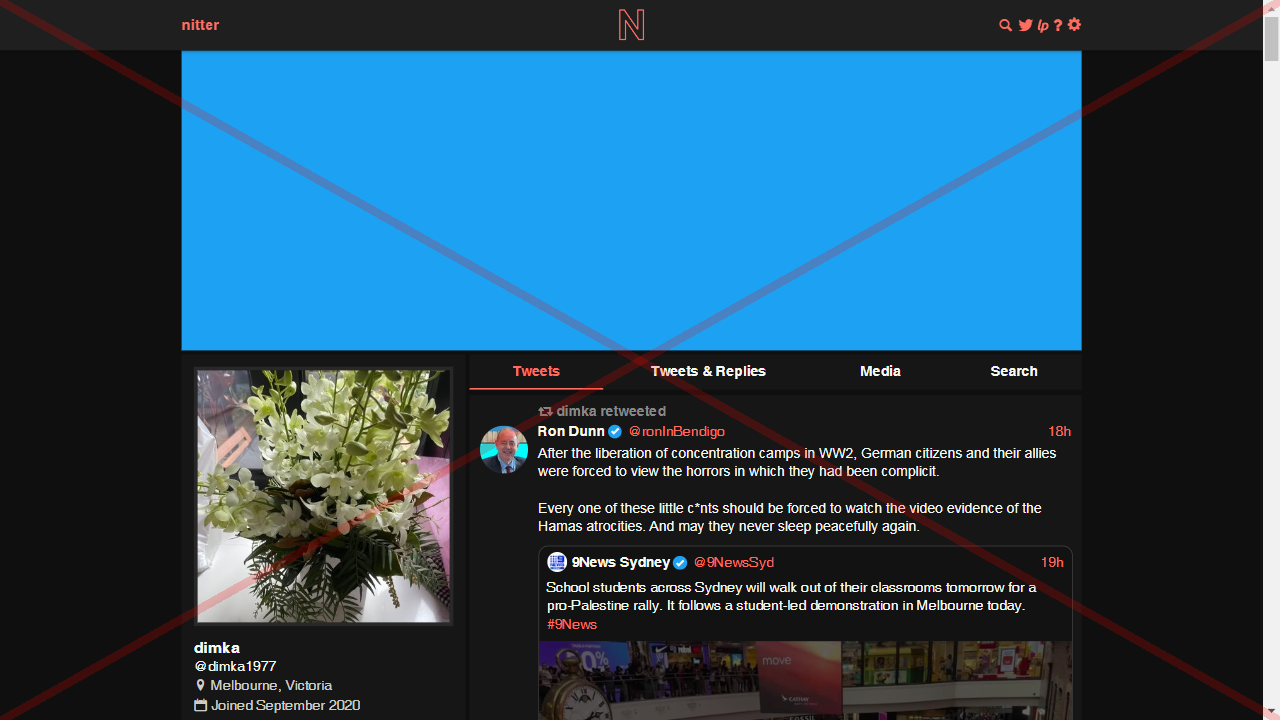 nitter
N
lp ?
Tweets
Tweets & Replies
Media
Search
dimka retweeted
Ron Dunn @ronInBendigo 18h
After the liberation of concentration camps in WW2, German citizens and their allies
were forced to view the horrors in which they had been complicit.
Every one of these little c*nts should be forced to watch the video evidence of the
Hamas atrocities. And may they never sleep peacefully again.
9News Sydney @9NewsSyd 19h
School students across Sydney will walk out of their classrooms tomorrow for a
pro-Palestine rally. It follows a student-led demonstration in Melbourne today.
#9News
0%
move
dimka
@dimka1977
Melbourne, Victoria
Joined September 2020